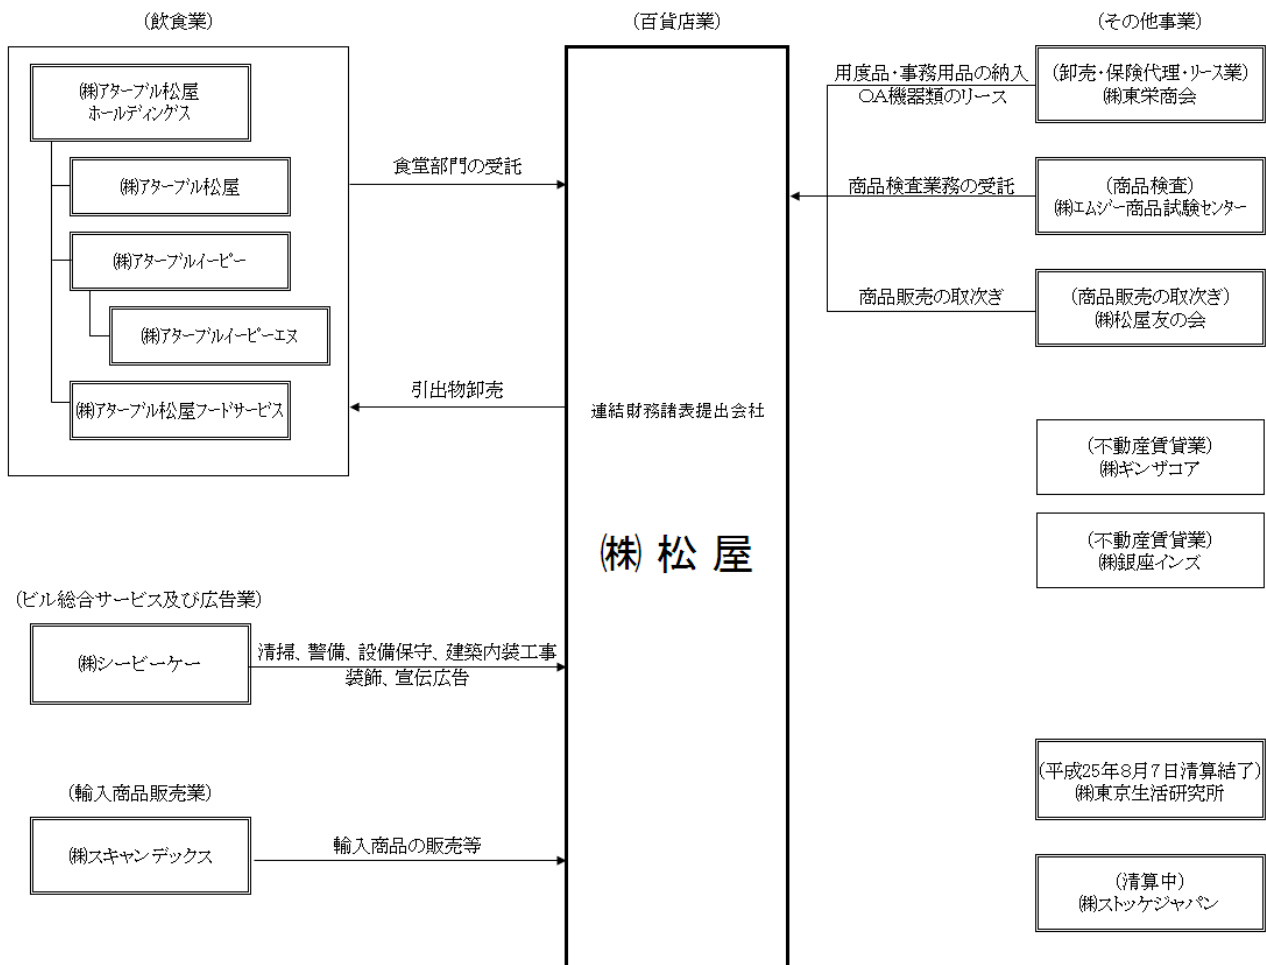 (飲食業)
㈱アターブル松屋
ホールディングス
㈱アターブル松屋
㈱アターブルイーピー
㈱アターブルイーピーエヌ
㈱アターブル松屋フードサービス
食堂部門の受託
引出物卸売
(ビル総合サービス及び広告業)
㈱シービーケー
清掃、警備、設備保守、建築内装工事
装飾、宣伝広告
(輸入商品販売業)
㈱スキャンデックス
輸入商品の販売等
(百貨店業)
連結財務諸表提出会社
㈱松屋
(その他事業)
用度品・事務用品の納入
OA機器類のリース
(卸売・保険代理・リース業)
㈱東栄商会
商品検査業務の受託
(商品検査)
㈱エムジー商品試験センター
商品販売の取次ぎ
(商品販売の取次ぎ)
㈱松屋友の会
(不動産賃貸業)
㈱ギンザコア
(不動産賃貸業)
㈱銀座インズ
(平成25年8月7日清算結了)
㈱東京生活研究所
(清算中)
㈱ストッケジャパン